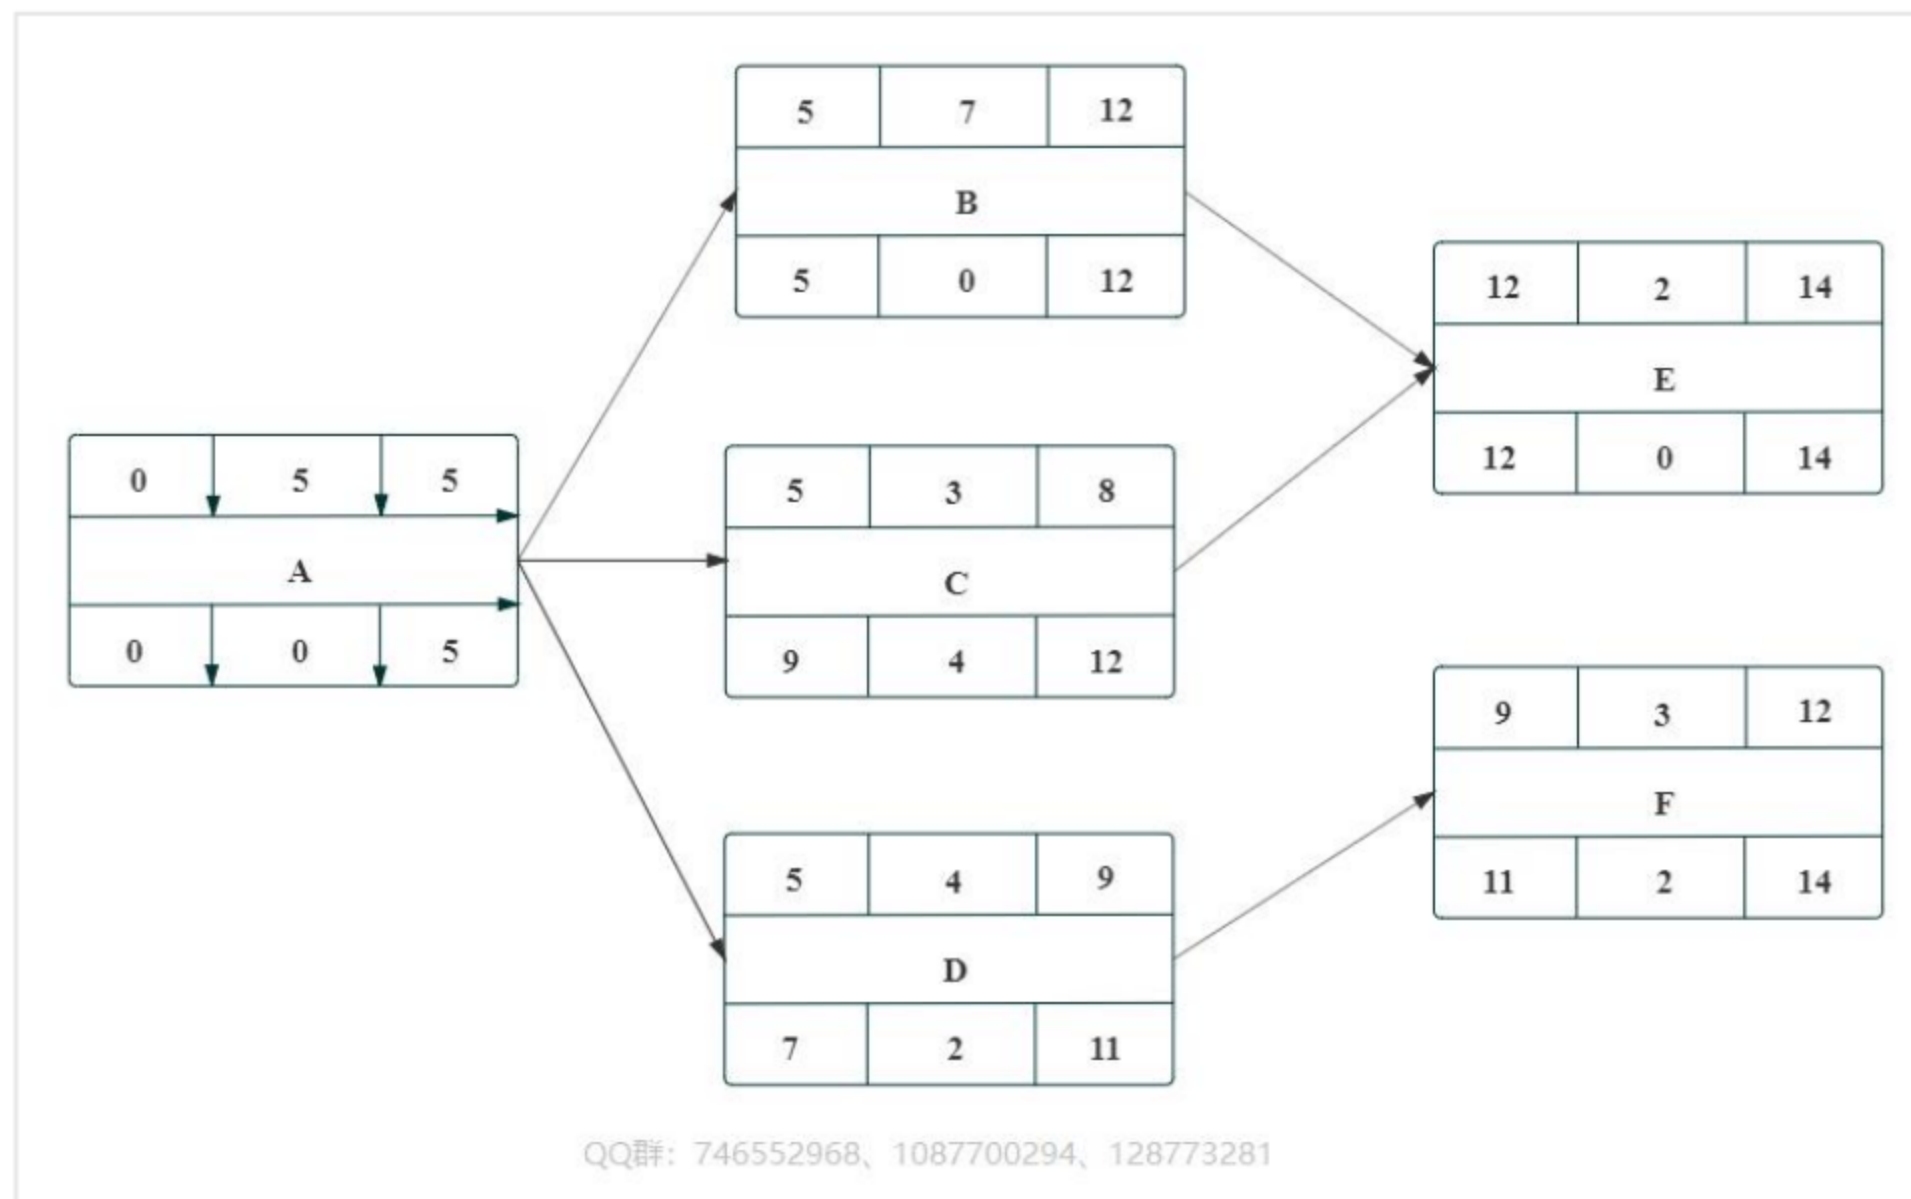 5 7 12
B
5 0 12
12 2 14
E
12 0 14
0 5 5
A
0 0 5
5 3 8
C
9 4 12
9 3 12
F
11 2 14
5 4 9
D
7 2 11
QQ群：746552968、1087700294、128773281